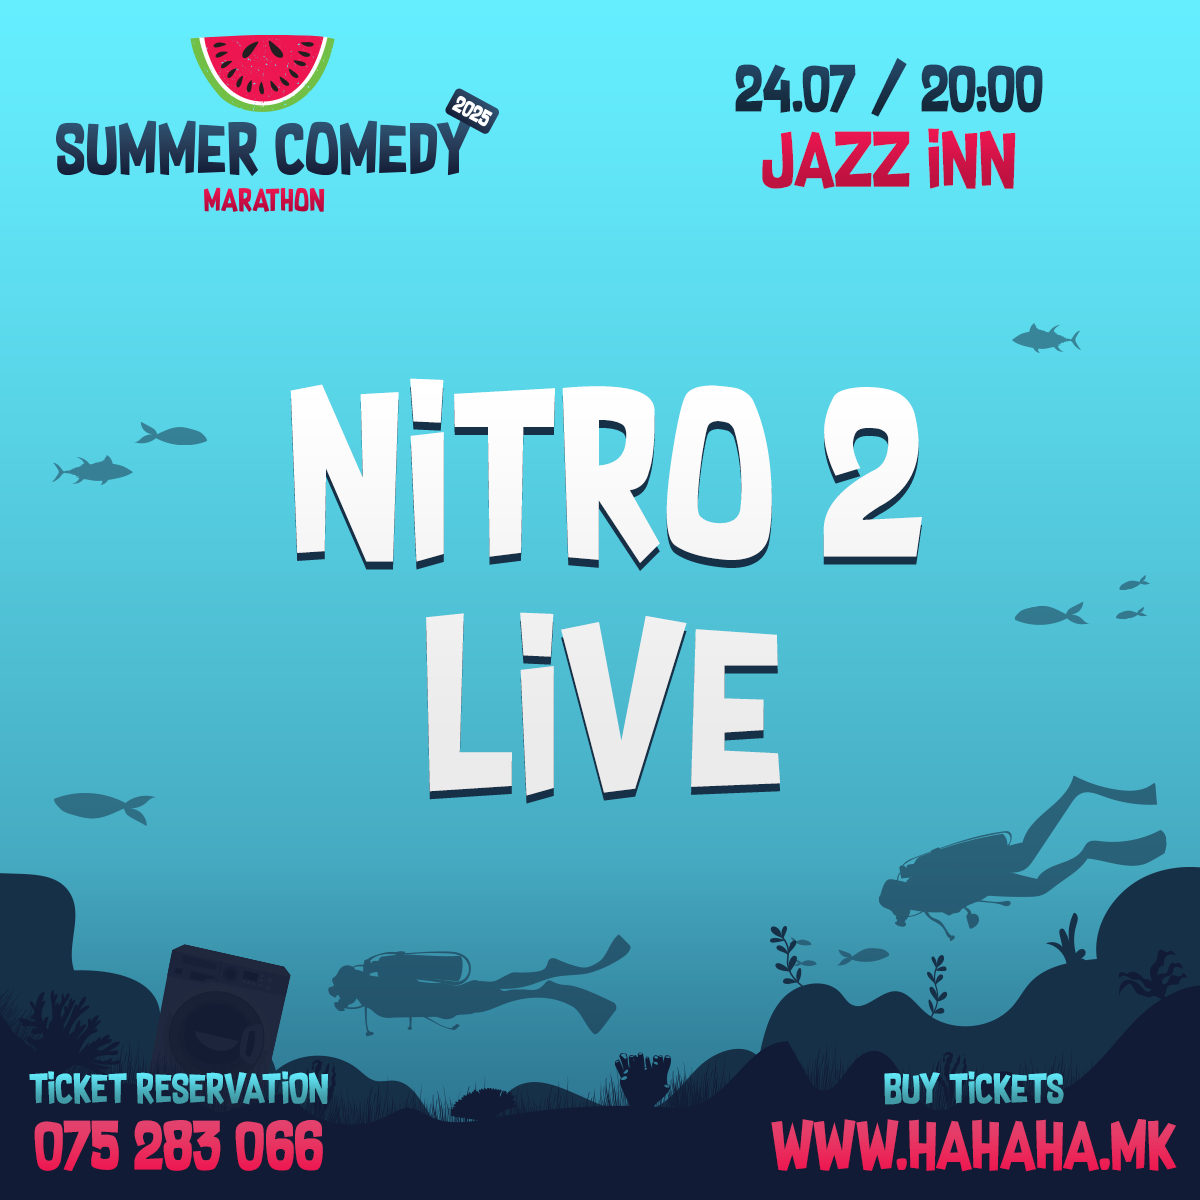 2025
SUMMER COMEDY
MARATHON
24.07 / 20:00
JAZZ iNN
NiTRO 2
LiVE
TiCKET RESERVATiON
075 283 066
BUY TiCKETS
WWW.HAHAHA.MK